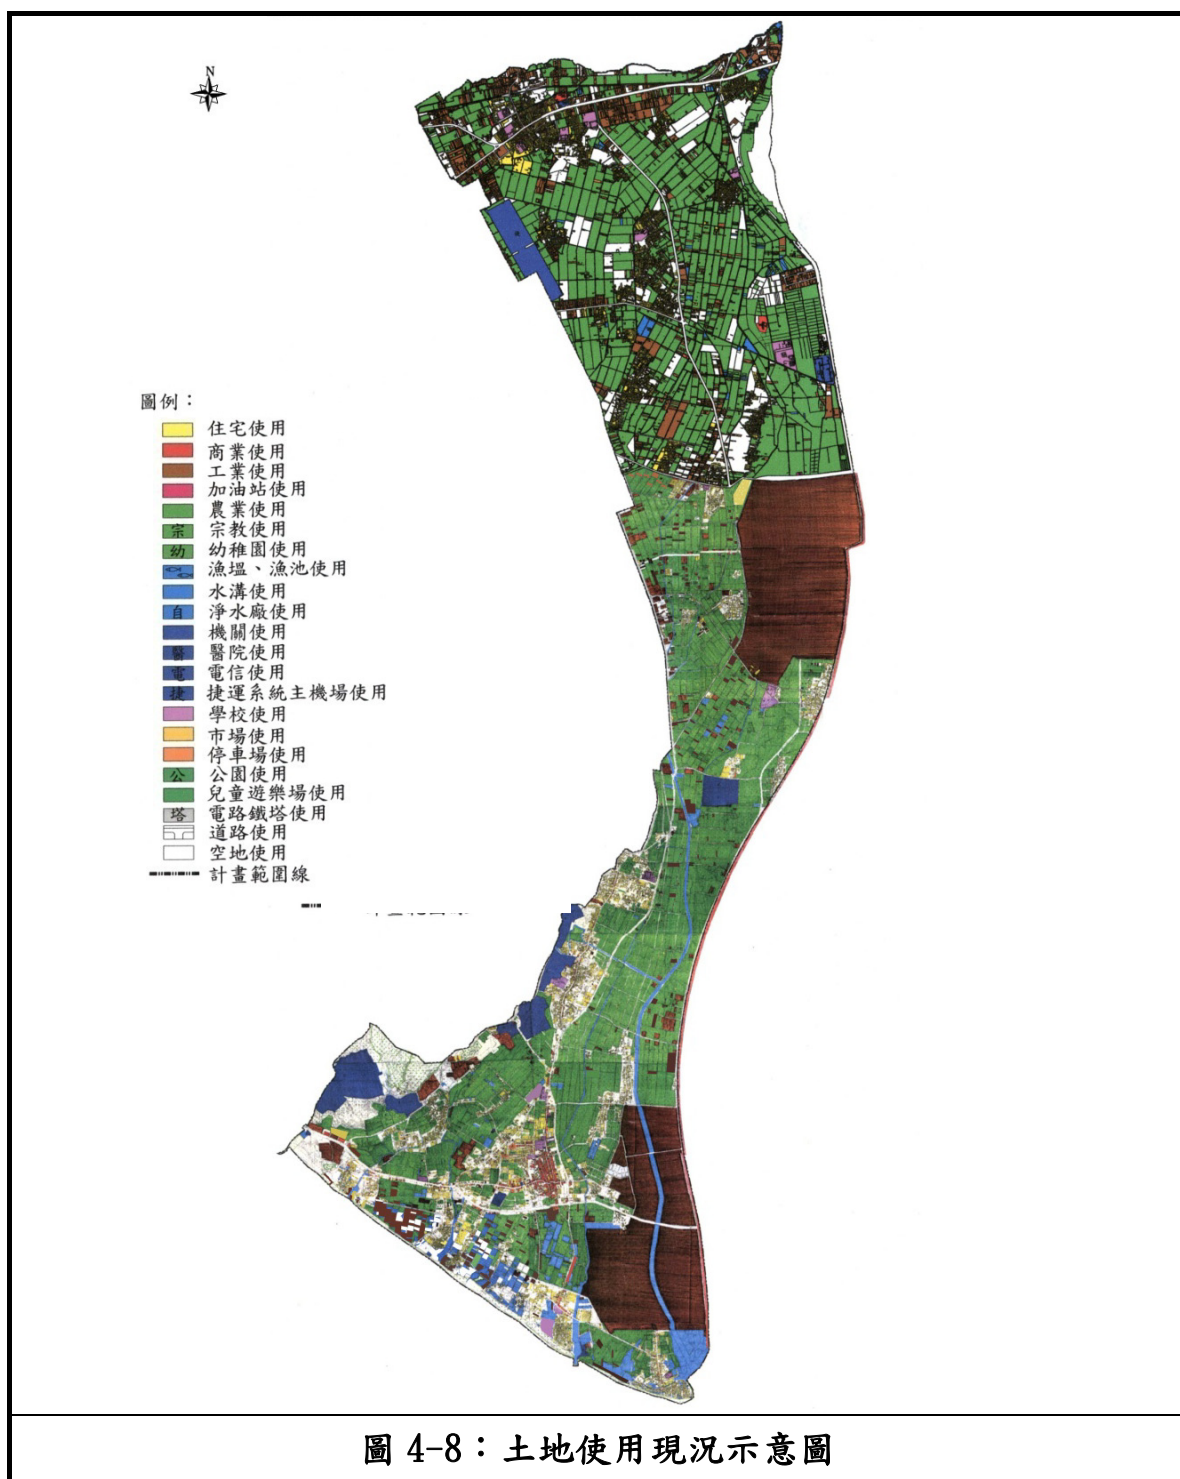 N
圖例：
住宅使用
商業使用
工業使用
加油站使用
農業使用
宗 宗教使用
幼 幼稚園使用
漁塭、漁池使用
水溝使用
自 淨水廠使用
機關使用
醫 醫院使用
電 電信使用
捷 捷運系統主機場使用
學校使用
市場使用
停車場使用
公 公園使用
兒童遊樂場使用
塔 電路鐵塔使用
道路使用
空地使用
計畫範圍線
圖 4-8：土地使用現況示意圖